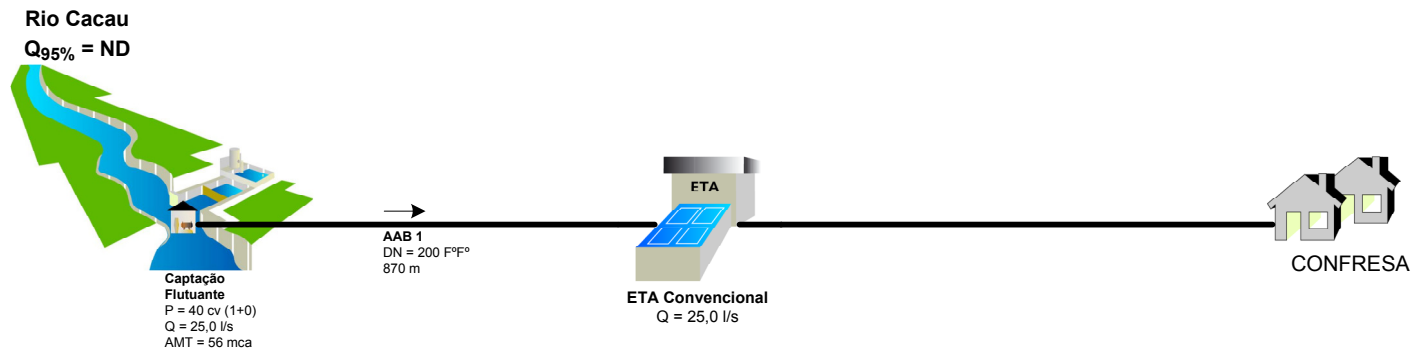 Rio Cacau
Q95% = ND
AAB 1
DN = 200 FºFº
870 m
Captação
Flutuante
P = 40 cv (1+0)
Q = 25,0 l/s
AMT = 56 mca
ETA
ETA Convencional
Q = 25,0 l/s
CONFRESA